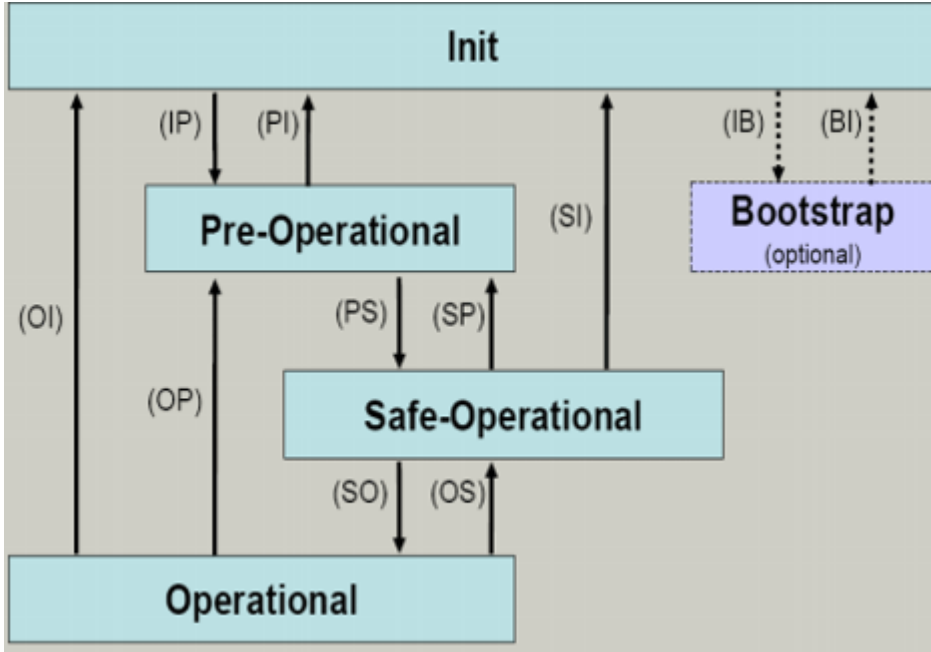 Init
(IP)
(PI)
(IB)
(BI)
Pre-Operational
Bootstrap
(optional)
(SI)
(OI)
(PS)
(SP)
(OP)
Safe-Operational
(SO)
(OS)
Operational